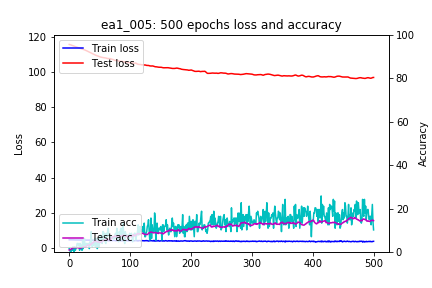 ea1_005: 500 epochs loss and accuracy
120
100
80
60
40
20
0
Loss
100
80
60
40
20
0
Accuracy
0
100
200
300
400
500
Train loss
Test loss
Train acc
Test acc